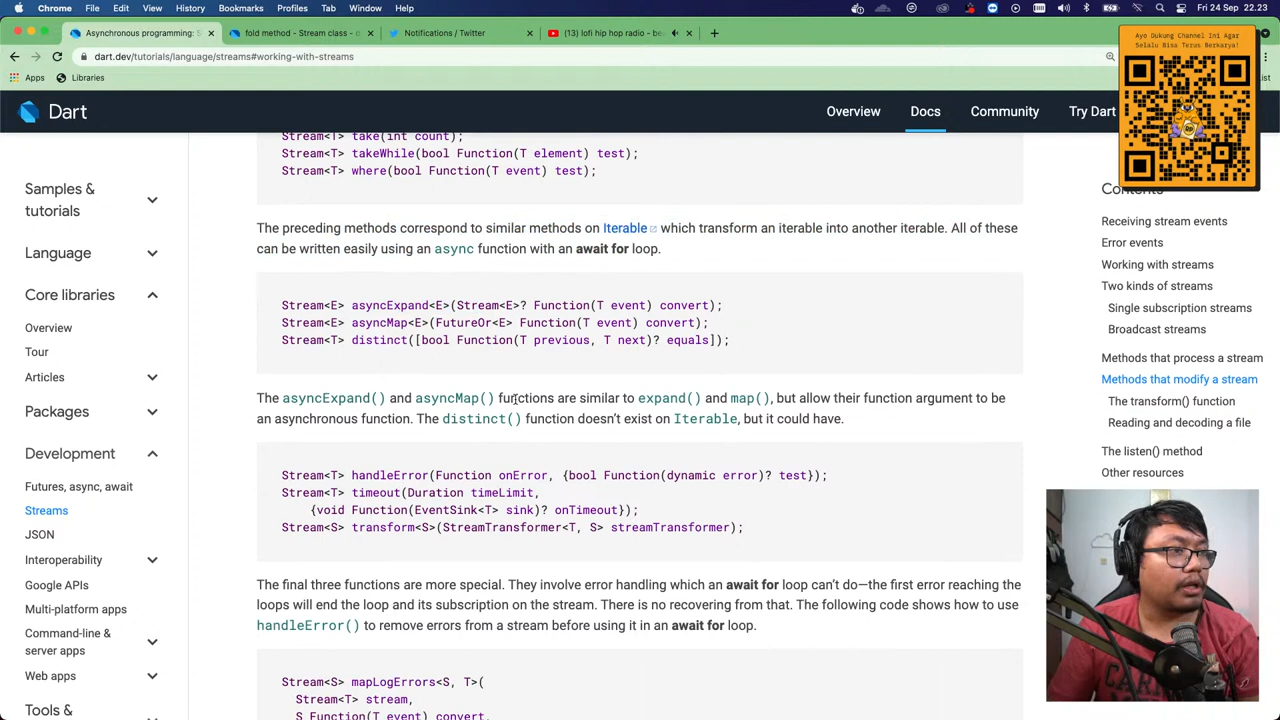 Chrome File Edit View History Bookmarks Profiles Tab Window Help
Fri 24 Sep 22.23
Asynchronous programming: S
fold method - Stream class - d
Notifications / Twitter
(13) lofi hip hop radio - be
dart.dev/tutorials/language/streams#working-with-streams
Apps Libraries
Ayo Dukung Channel Ini Agar
Selalu Bisa Terus Berkarya!
Dart
Overview Docs Community Try Dart
Samples &
tutorials
Language
Core libraries
Overview
Tour
Articles
Packages
Development
Futures, async, await
Streams
JSON
Interoperability
Google APIs
Multi-platform apps
Command-line &
server apps
Web apps
Tools &
Stream<T> take(int count);
Stream<T> takeWhile(bool Function(T element) test);
Stream<T> where(bool Function(T event) test);
The preceding methods correspond to similar methods on Iterable which transform an iterable into another iterable. All of these
can be written easily using an async function with an await for loop.
Stream<E> asyncExpand<E>(Stream<E>? Function(T event) convert);
Stream<E> asyncMap<E>(FutureOr<E> Function(T event) convert);
Stream<T> distinct([bool Function(T previous, T next)? equals]);
The asyncExpand() and asyncMap() functions are similar to expand() and map(), but allow their function argument to be
an asynchronous function. The distinct() function doesn't exist on Iterable, but it could have.
Stream<T> handleError(Function onError, {bool Function(dynamic error)? test});
Stream<T> timeout(Duration timeLimit,
{void Function(EventSink<T> sink)? onTimeout});
Stream<S> transform<S>(StreamTransformer<T, S> streamTransformer);
The final three functions are more special. They involve error handling which an await for loop can't do—the first error reaching the
loops will end the loop and its subscription on the stream. There is no recovering from that. The following code shows how to use
handleError() to remove errors from a stream before using it in an await for loop.
Stream<S> mapLogErrors<S, T>(
Stream<T> stream,
S Function(T event) convert,
Contents
Receiving stream events
Error events
Working with streams
Two kinds of streams
Single subscription streams
Broadcast streams
Methods that process a stream
Methods that modify a stream
The transform() function
Reading and decoding a file
The listen() method
Other resources